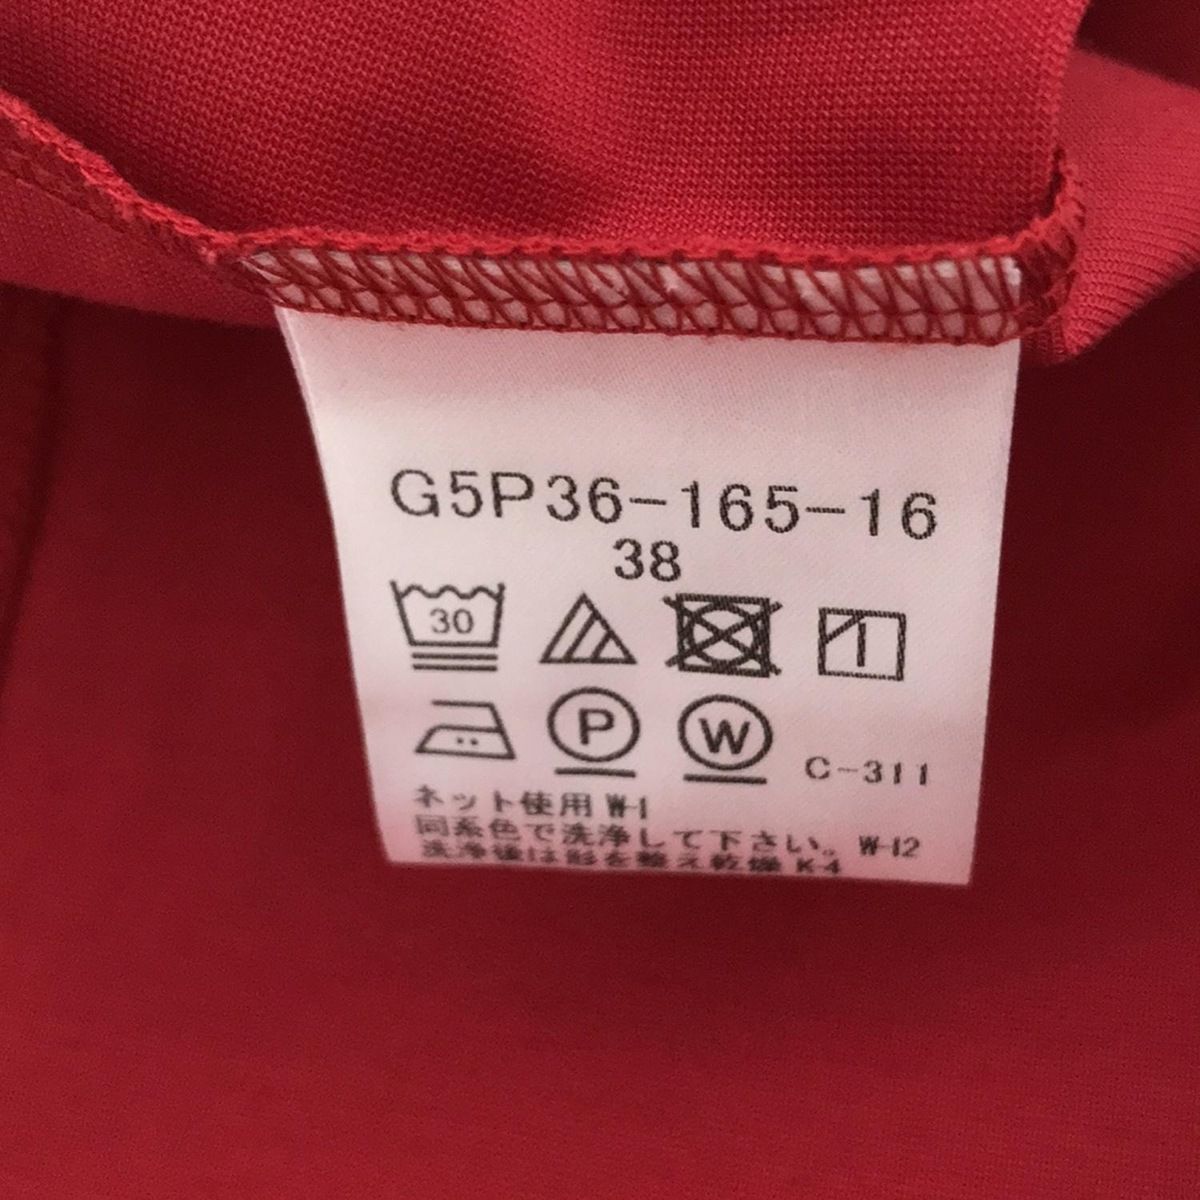 G5P36-165-16
38
30
P W C-311
ネット使用 W-1
同系色で洗浄して下さい。 W-12
洗浄後は形を整え乾燥 K-4